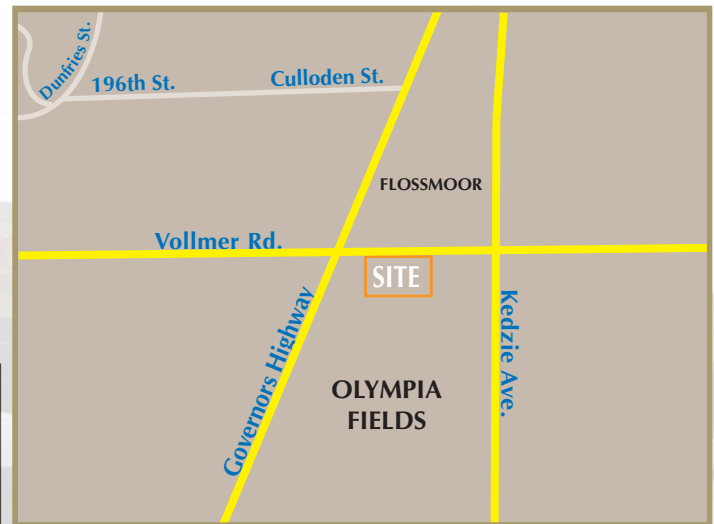 Dunfries St.
196th St.
Culloden St.
FLOSSMOOR
Vollmer Rd.
SITE
Governors Highway
Kedzie Ave.
OLYMPIA
FIELDS